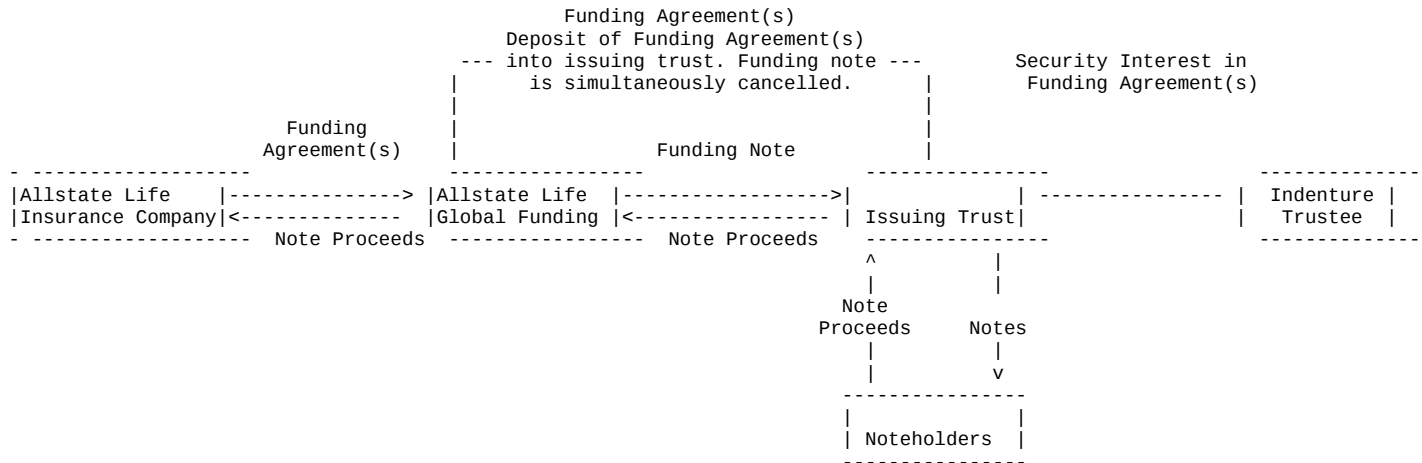 Funding Agreement(s)
Deposit of Funding Agreement(s)
--- into issuing trust. Funding note --- Security Interest in
is simultaneously cancelled. Funding Agreement(s)
Funding
Agreement(s) Funding Note
|Allstate Life |---------------> |Allstate Life |------------------>| | ---------------- | Indenture |
|Insurance Company|<-------------- |Global Funding |<----------------- | Issuing Trust| | Trustee |
- ------------------- Note Proceeds ----------------- Note Proceeds ---------------- --------------
Note
Proceeds Notes
| Noteholders |